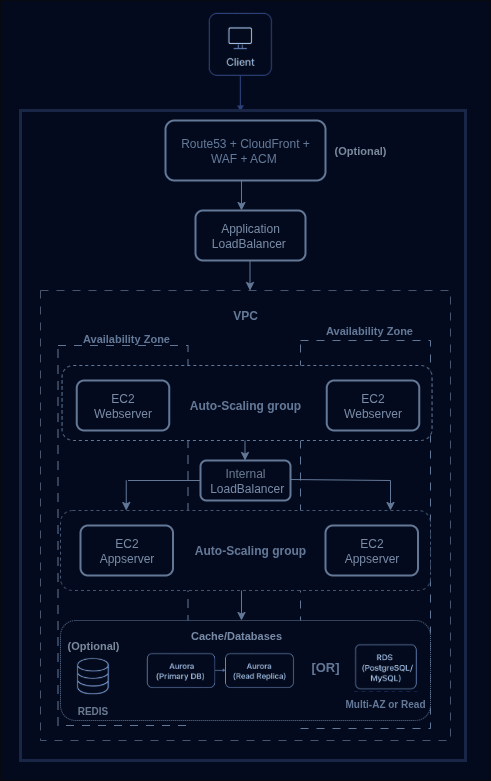 Client
Route53 + CloudFront +
WAF + ACM
(Optional)
Application
LoadBalancer
VPC
Availability Zone
Availability Zone
EC2
Webserver
Auto-Scaling group
EC2
Webserver
Internal
LoadBalancer
EC2
Appserver
Auto-Scaling group
EC2
Appserver
Cache/Databases
(Optional)
REDIS
Aurora
(Primary DB)
Aurora
(Read Replica)
[OR]
RDS
(PostgreSQL/
MySQL)
Multi-AZ or Read